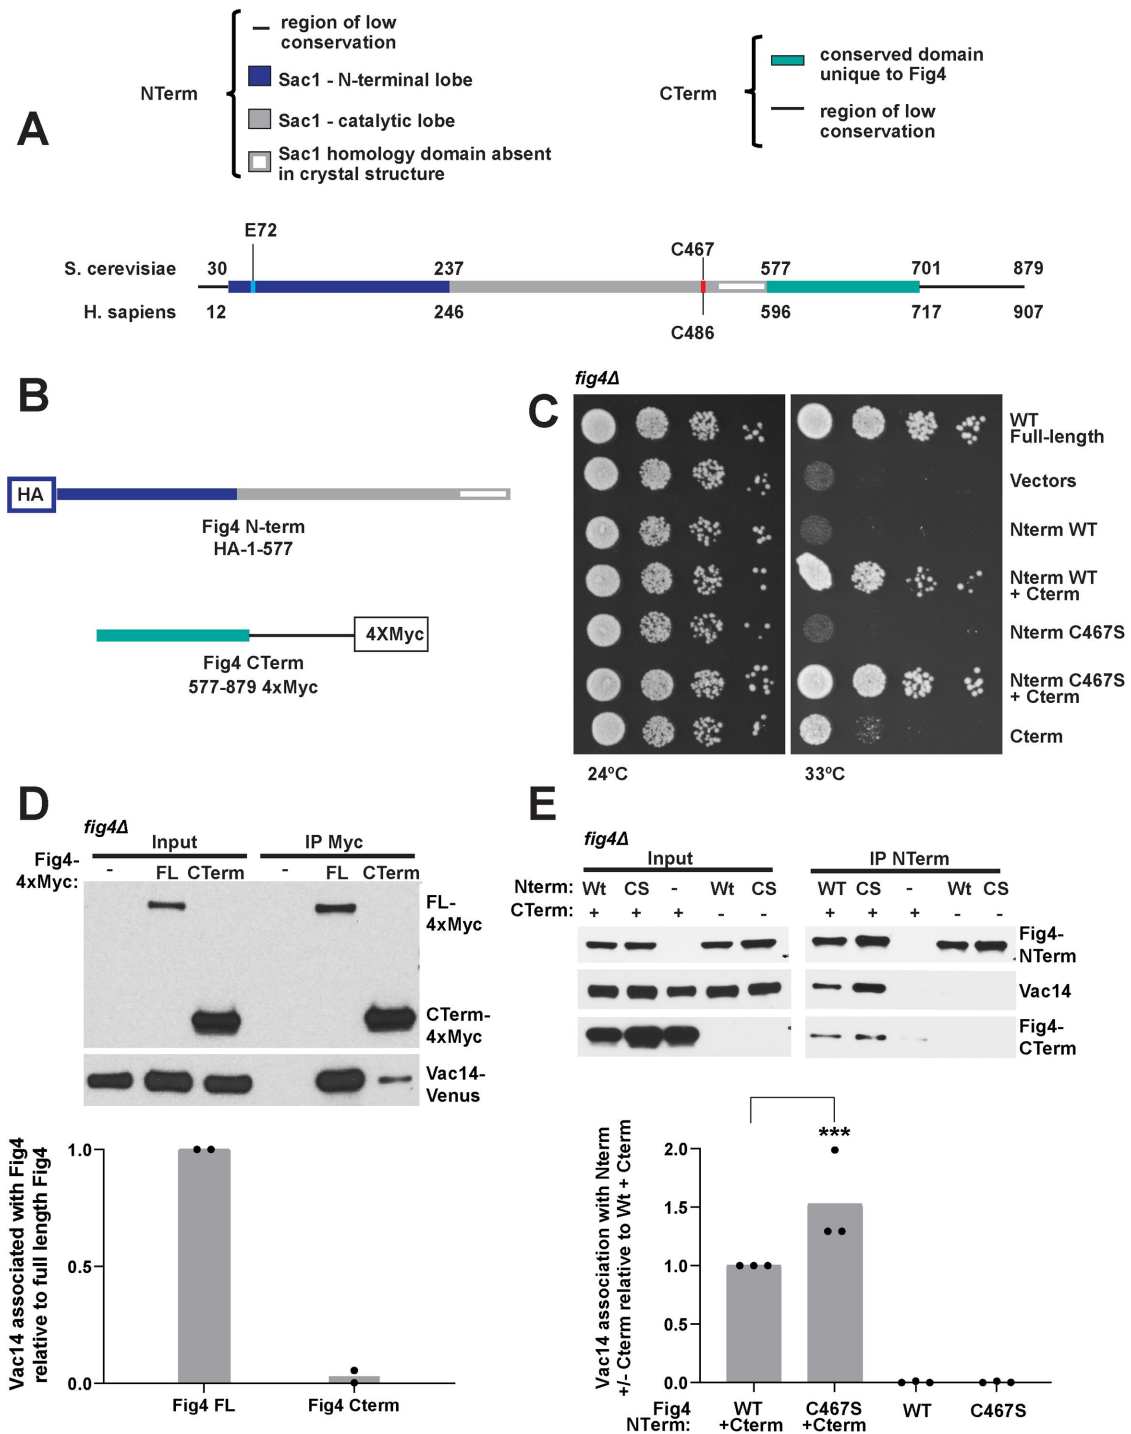 A
NTerm
region of low
conservation
Sac1 - N-terminal lobe
Sac1 - catalytic lobe
Sac1 homology domain absent
in crystal structure
CTerm
conserved domain
unique to Fig4
region of low
conservation
E72
C467
S. cerevisiae 30 237 577 701 879
H. sapiens 12 246 596 717 907
C486
B
HA
Fig4 N-term
HA-1-577
4XMyc
Fig4 CTerm
577-879 4xMyc
C
fig4Δ
WT
Full-length
Vectors
Nterm WT
Nterm WT
+ Cterm
Nterm C467S
Nterm C467S
+ Cterm
Cterm
24ºC 33ºC
D
fig4Δ
Input IP Myc
Fig4-
4xMyc:
- FL CTerm - FL CTerm
FL-
4xMyc
CTerm-
4xMyc
Vac14-
Venus
Vac14 associated with Fig4
relative to full length Fig4
1.0
0.5
0.0
Fig4 FL Fig4 Cterm
E
fig4Δ
Input IP NTerm
Nterm: Wt CS - Wt CS WT CS - Wt CS
CTerm: + + + - - + + + - -
Fig4-
NTerm
Vac14
Fig4-
CTerm
Vac14 association with Nterm
+/- Cterm relative to Wt + Cterm
***
2.0
1.5
1.0
0.5
0.0
Fig4
NTerm:
WT
+Cterm
C467S
+Cterm
WT
C467S